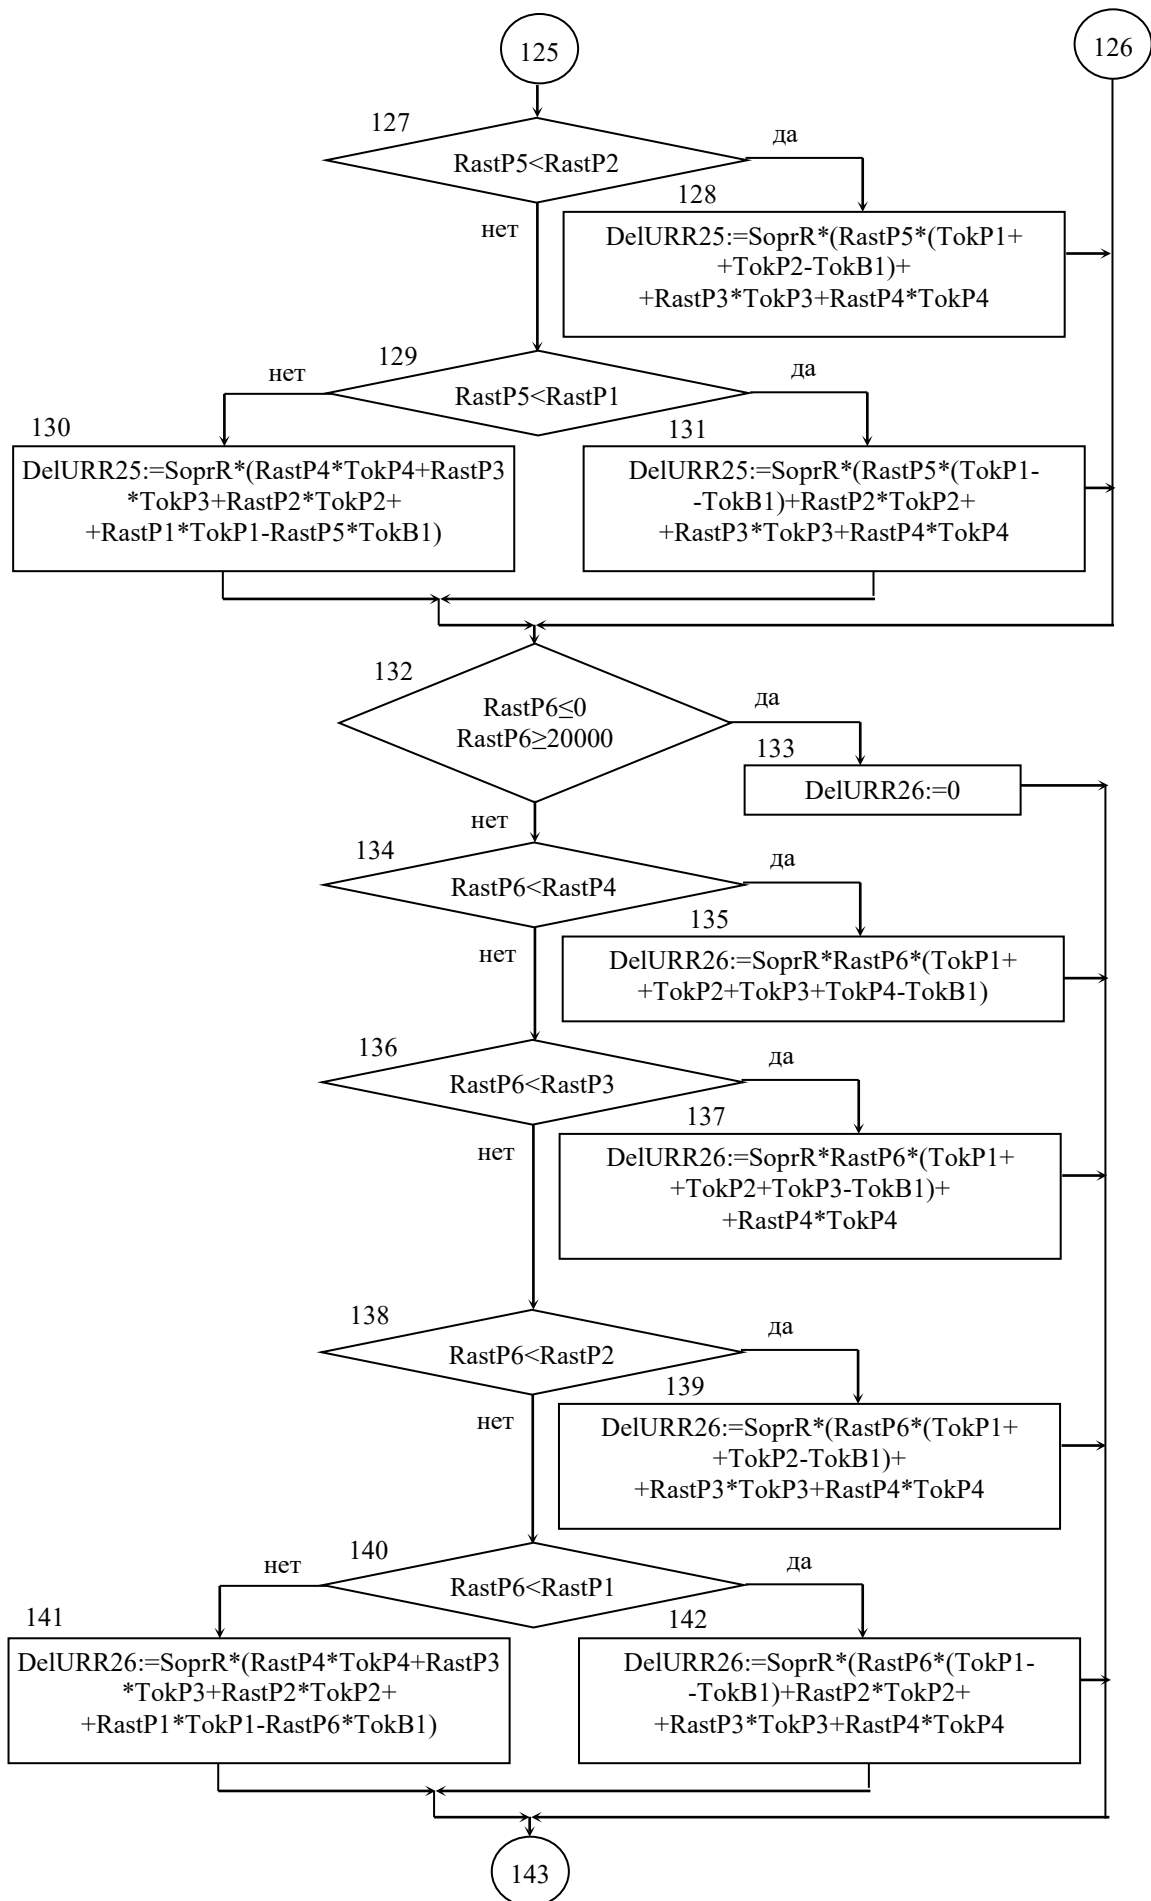 125
126
127
да
RastP5<RastP2
128
нет
DelURR25:=SoprR*(RastP5*(TokP1+
+TokP2-TokB1)+
+RastP3*TokP3+RastP4*TokP4
129
нет
да
RastP5<RastP1
130
131
DelURR25:=SoprR*(RastP4*TokP4+RastP3
*TokP3+RastP2*TokP2+
+RastP1*TokP1-RastP5*TokB1)
DelURR25:=SoprR*(RastP5*(TokP1-
-TokB1)+RastP2*TokP2+
+RastP3*TokP3+RastP4*TokP4
132
да
RastP6≤0
RastP6≥20000
133
DelURR26:=0
нет
134
да
RastP6<RastP4
135
нет
DelURR26:=SoprR*RastP6*(TokP1+
+TokP2+TokP3+TokP4-TokB1)
136
да
RastP6<RastP3
137
нет
DelURR26:=SoprR*RastP6*(TokP1+
+TokP2+TokP3-TokB1)+
+RastP4*TokP4
138
да
RastP6<RastP2
139
нет
DelURR26:=SoprR*(RastP6*(TokP1+
+TokP2-TokB1)+
+RastP3*TokP3+RastP4*TokP4
140
нет
да
RastP6<RastP1
141
142
DelURR26:=SoprR*(RastP4*TokP4+RastP3
*TokP3+RastP2*TokP2+
+RastP1*TokP1-RastP6*TokB1)
DelURR26:=SoprR*(RastP6*(TokP1-
-TokB1)+RastP2*TokP2+
+RastP3*TokP3+RastP4*TokP4
143